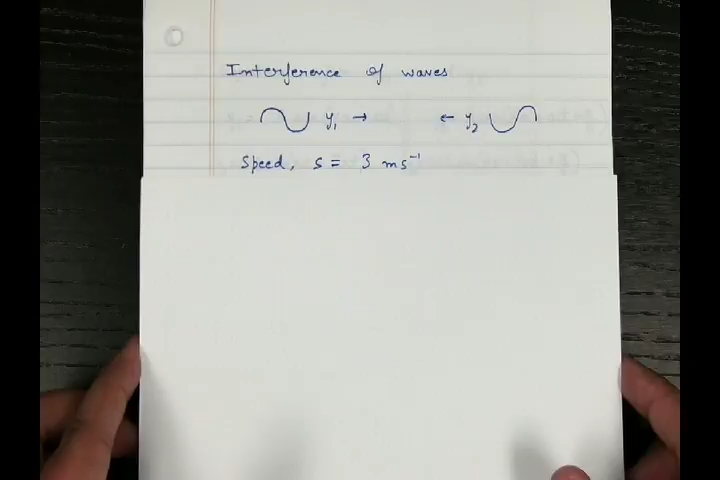 Interference of waves
y₁ → ← y₂
Speed, s = 3 ms⁻¹